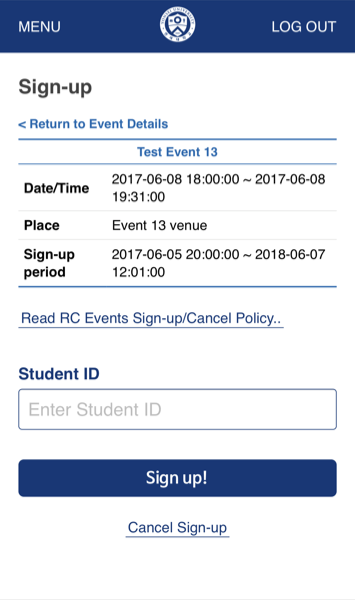 MENU
LOG OUT
Sign-up
< Return to Event Details
Test Event 13
Date/Time
2017-06-08 18:00:00 ~ 2017-06-08
19:31:00
Place
Event 13 venue
Sign-up
period
2017-06-05 20:00:00 ~ 2018-06-07
12:01:00
Read RC Events Sign-up/Cancel Policy..
Student ID
Enter Student ID
Sign up!
Cancel Sign-up